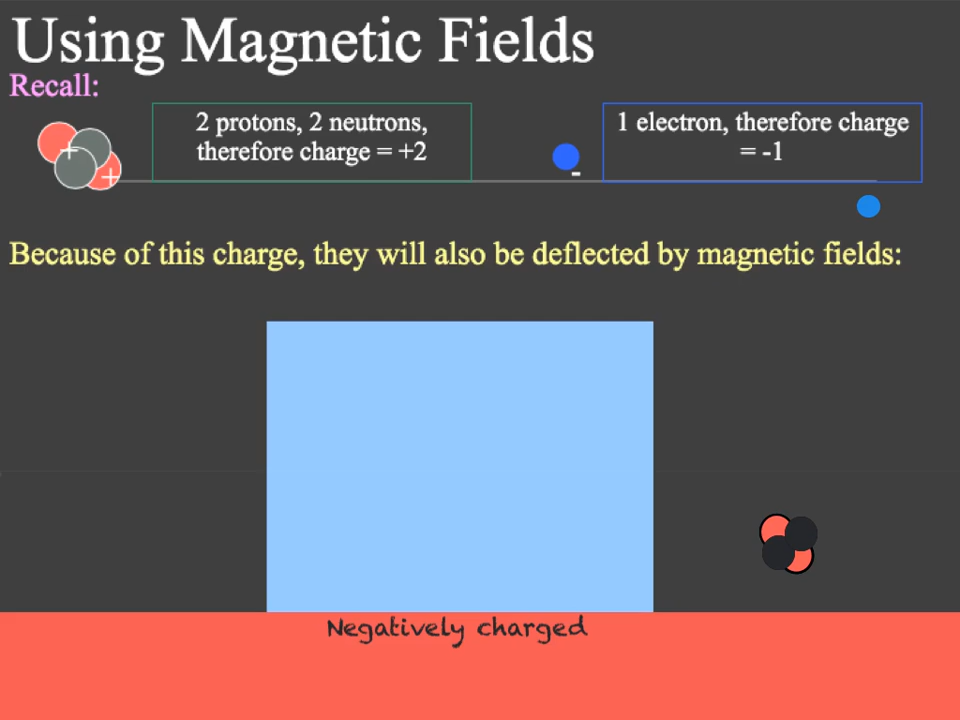 Using Magnetic Fields
Recall:
+
+
2 protons, 2 neutrons,
therefore charge = +2
-
1 electron, therefore charge
= -1
Because of this charge, they will also be deflected by magnetic fields:
Negatively charged